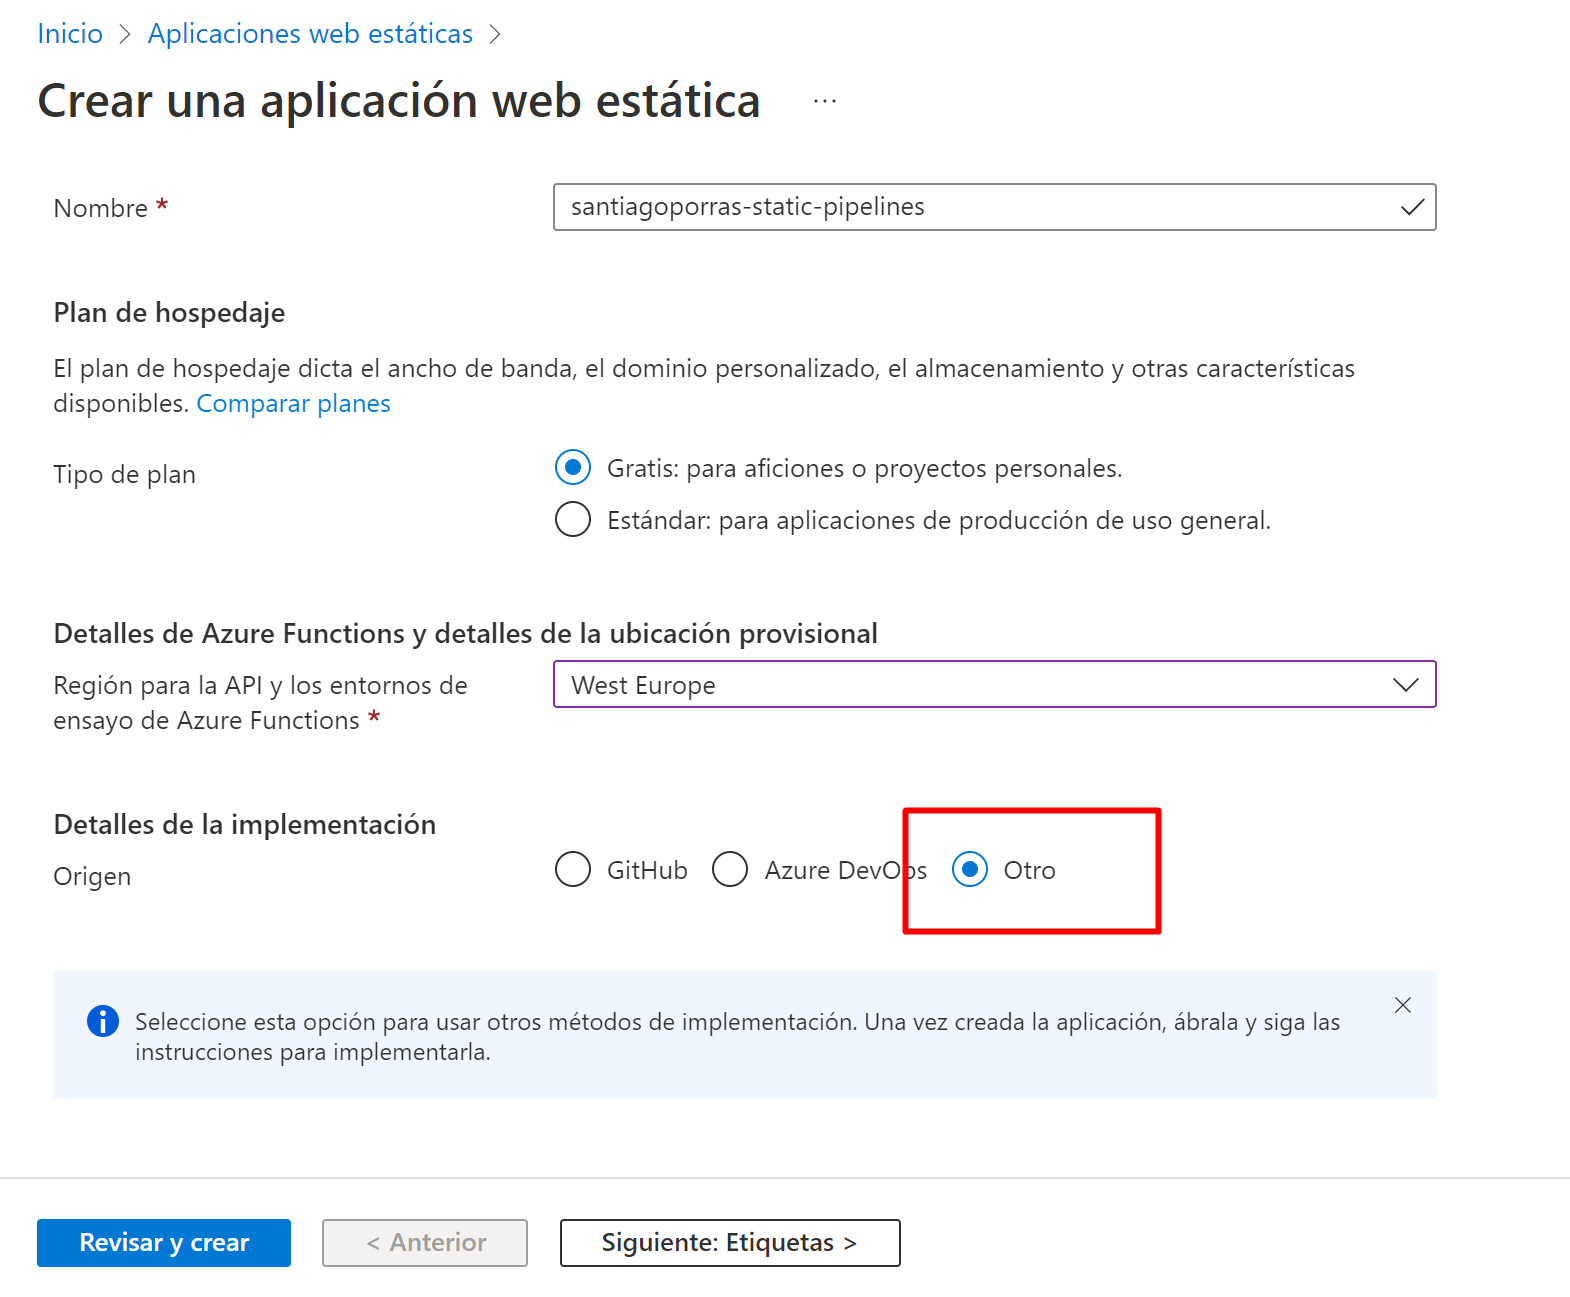 Inicio > Aplicaciones web estáticas >
Crear una aplicación web estática ...
Nombre * santiagoporras-static-pipelines
Plan de hospedaje
El plan de hospedaje dicta el ancho de banda, el dominio personalizado, el almacenamiento y otras características
disponibles. Comparar planes
Tipo de plan
Gratis: para aficiones o proyectos personales.
Estándar: para aplicaciones de producción de uso general.
Detalles de Azure Functions y detalles de la ubicación provisional
Región para la API y los entornos de
ensayo de Azure Functions *
West Europe
Detalles de la implementación
Origen
GitHub Azure DevOps Otro
Seleccione esta opción para usar otros métodos de implementación. Una vez creada la aplicación, ábrala y siga las
instrucciones para implementarla.
Revisar y crear < Anterior Siguiente: Etiquetas >